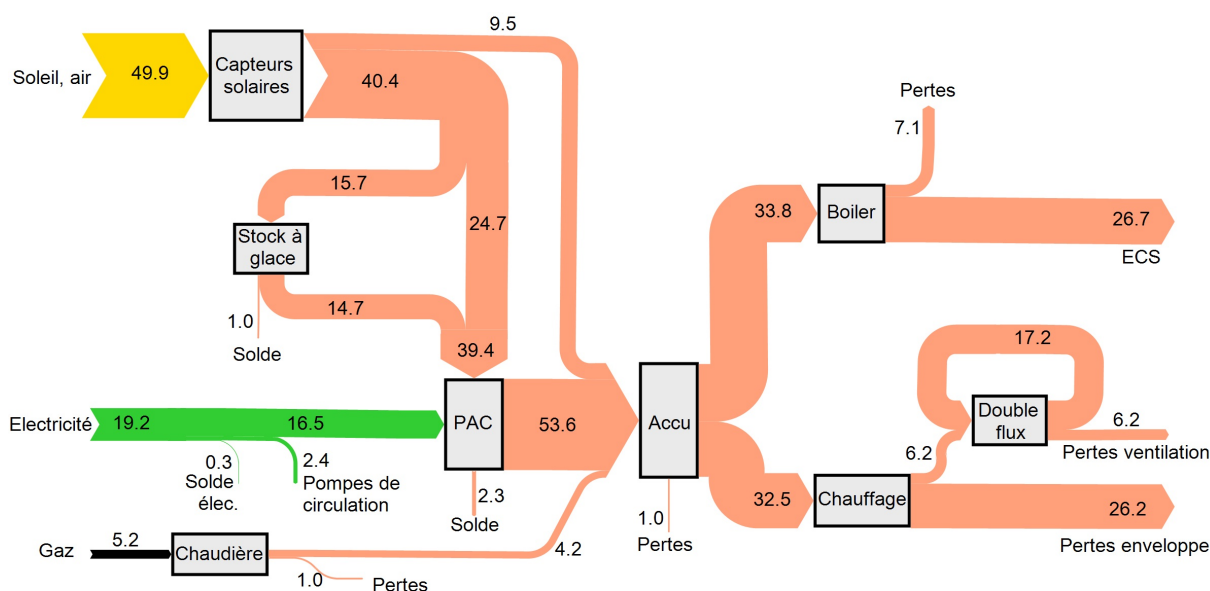 9.5
Soleil, air
49.9
Capteurs
solaires
40.4
Pertes
7.1
15.7
24.7
33.8
Boiler
26.7
ECS
Stock à
glace
14.7
1.0
Solde
39.4
17.2
Electricité
19.2
16.5
PAC
53.6
Accu
Double
flux
6.2
Pertes ventilation
6.2
0.3
Solde
élec.
2.4
Pompes de
circulation
2.3
Solde
1.0
Pertes
32.5
Chauffage
26.2
Pertes enveloppe
Gaz
5.2
Chaudière
4.2
1.0
Pertes